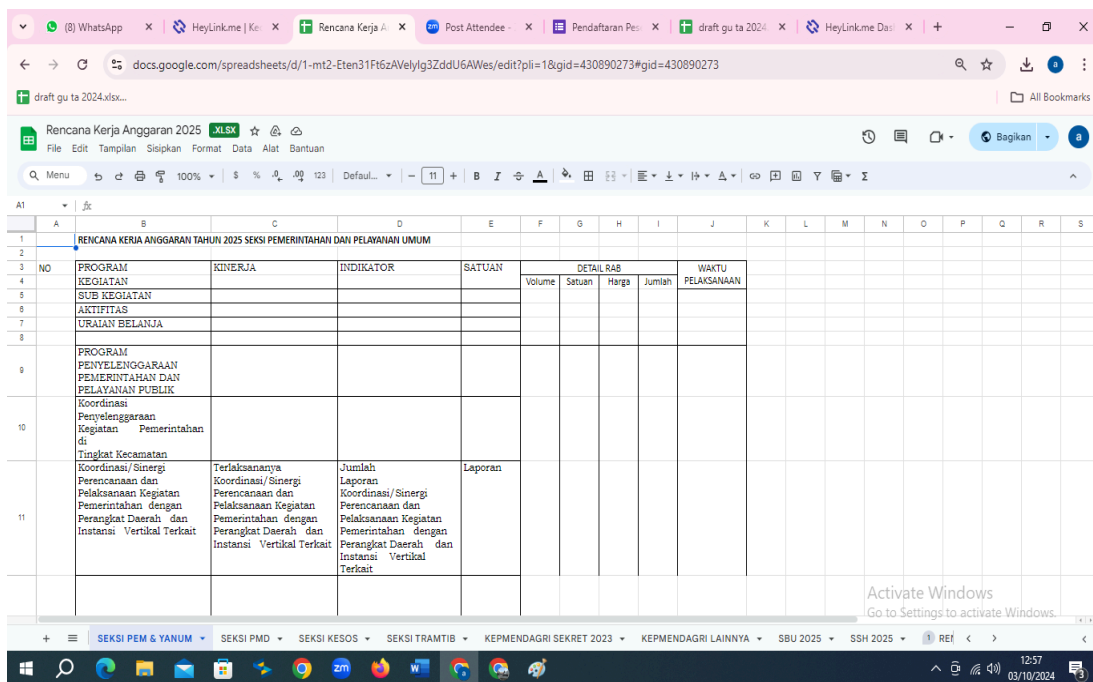 (8) WhatsApp
HeyLink.me | Ke
Rencana Kerja A
Post Attendee -
Pendaftaran Pes
draft gu ta 2024.
HeyLink.me Das
docs.google.com/spreadsheets/d/1-mt2-Eten31Ft6zAVelylg3ZddU6AWes/edit?pli=1&gid=430890273#gid=430890273
draft gu ta 2024.xlsx...
All Bookmarks
Rencana Kerja Anggaran 2025 .XLSX
File Edit Tampilan Sisipkan Format Data Alat Bantuan
Bagikan
Menu 100% $ % .0 .00 123 Defaul... − 11 + B I A
A1 fx
A B C D E F G H I J K L M N O P Q R S
1 RENCANA KERJA ANGGARAN TAHUN 2025 SEKSI PEMERINTAHAN DAN PELAYANAN UMUM
2
3 NO PROGRAM KINERJA INDIKATOR SATUAN DETAIL RAB WAKTU
4 KEGIATAN Volume Satuan Harga Jumlah PELAKSANAAN
5 SUB KEGIATAN
6 AKTIFITAS
7 URAIAN BELANJA
8
9
PROGRAM
PENYELENGGARAAN
PEMERINTAHAN DAN
PELAYANAN PUBLIK
10
Koordinasi
Penyelenggaraan
Kegiatan Pemerintahan
di
Tingkat Kecamatan
11
Koordinasi/Sinergi
Perencanaan dan
Pelaksanaan Kegiatan
Pemerintahan dengan
Perangkat Daerah dan
Instansi Vertikal Terkait
Terlaksananya
Koordinasi/Sinergi
Perencanaan dan
Pelaksanaan Kegiatan
Pemerintahan dengan
Perangkat Daerah dan
Instansi Vertikal Terkait
Jumlah
Laporan
Koordinasi/Sinergi
Perencanaan dan
Pelaksanaan Kegiatan
Pemerintahan dengan
Perangkat Daerah dan
Instansi Vertikal
Terkait
Laporan
Activate Windows
Go to Settings to activate Windows.
SEKSI PEM & YANUM SEKSI PMD SEKSI KESOS SEKSI TRAMTIB KEPMENDAGRI SEKRET 2023 KEPMENDAGRI LAINNYA SBU 2025 SSH 2025 1 REI
zm
12:57
03/10/2024
3